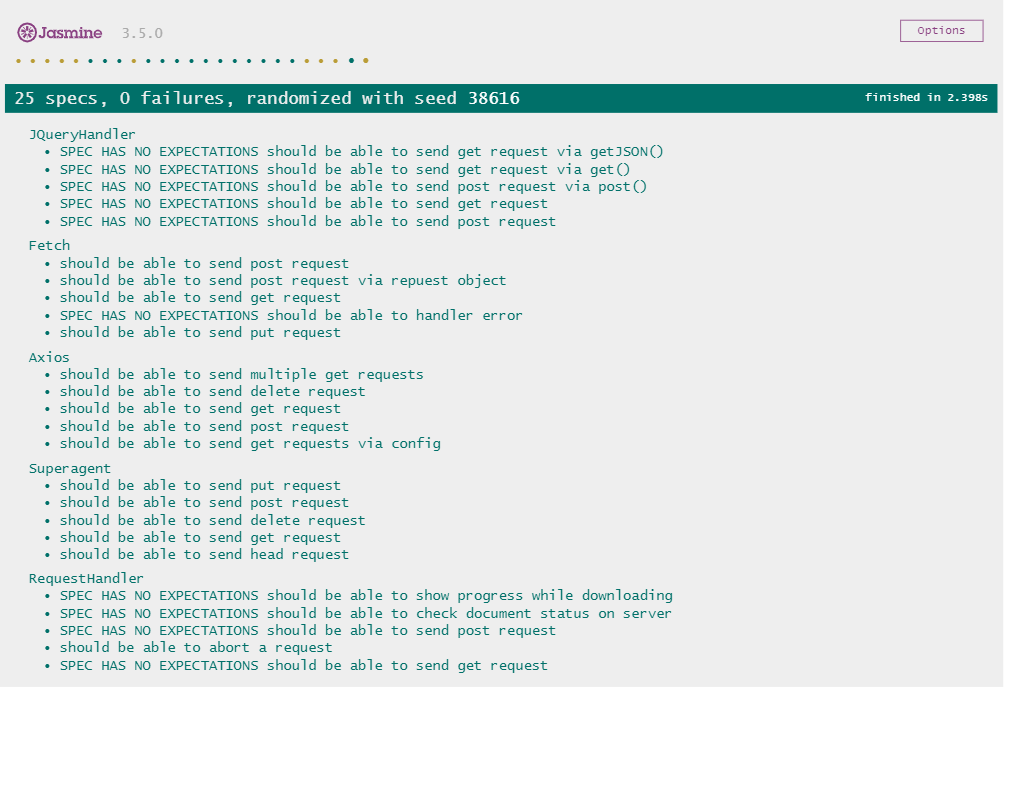 Jasmine 3.5.0 Options
25 specs, 0 failures, randomized with seed 38616 finished in 2.398s
JQueryHandler
• SPEC HAS NO EXPECTATIONS should be able to send get request via getJSON()
• SPEC HAS NO EXPECTATIONS should be able to send get request via get()
• SPEC HAS NO EXPECTATIONS should be able to send post request via post()
• SPEC HAS NO EXPECTATIONS should be able to send get request
• SPEC HAS NO EXPECTATIONS should be able to send post request
Fetch
• should be able to send post request
• should be able to send post request via repuest object
• should be able to send get request
• SPEC HAS NO EXPECTATIONS should be able to handler error
• should be able to send put request
Axios
• should be able to send multiple get requests
• should be able to send delete request
• should be able to send get request
• should be able to send post request
• should be able to send get requests via config
Superagent
• should be able to send put request
• should be able to send post request
• should be able to send delete request
• should be able to send get request
• should be able to send head request
RequestHandler
• SPEC HAS NO EXPECTATIONS should be able to show progress while downloading
• SPEC HAS NO EXPECTATIONS should be able to check document status on server
• SPEC HAS NO EXPECTATIONS should be able to send post request
• should be able to abort a request
• SPEC HAS NO EXPECTATIONS should be able to send get request